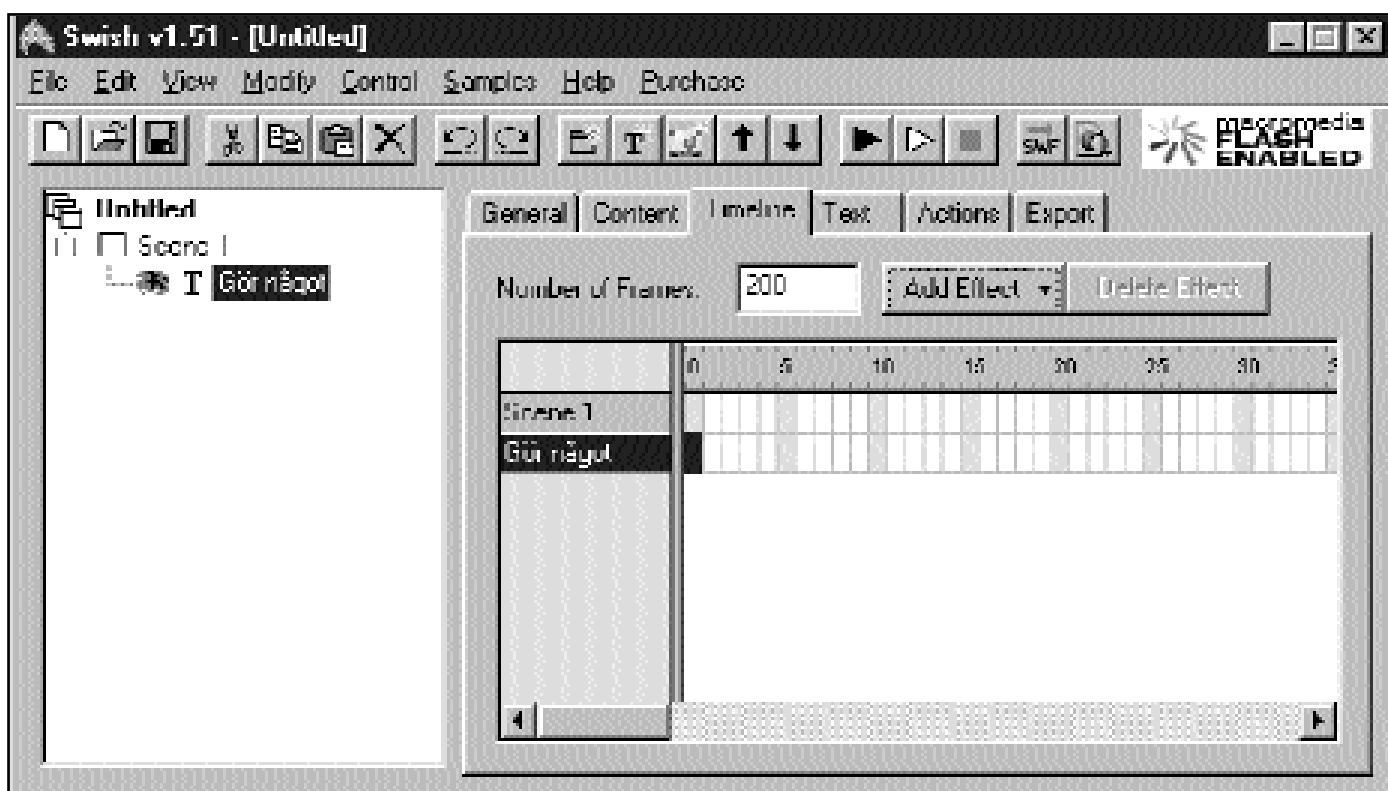 Swish v1.51 - [Untitled]
File Edit View Modify Control Samples Help Purchase
T SWF macromedia
FLASH
ENABLED
Untitled
Scene 1
T Gör något
General Content Timeline Text Actions Export
Number of Frames: 200 Add Effect Delete Effect
0 5 10 15 20 25 30
Scene 1
Gör något